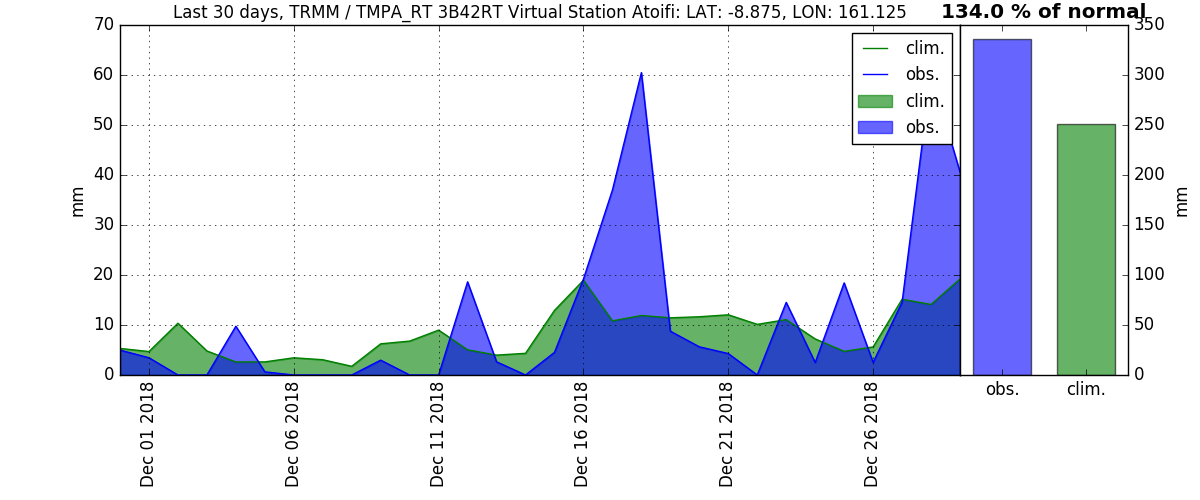 Last 30 days, TRMM / TMPA_RT 3B42RT Virtual Station Atoifi: LAT: -8.875, LON: 161.125
134.0 % of normal
70
60
50
40
30
20
10
0
mm
clim.
obs.
clim.
obs.
Dec 01 2018
Dec 06 2018
Dec 11 2018
Dec 16 2018
Dec 21 2018
Dec 26 2018
350
300
250
200
150
100
50
0
mm
obs.
clim.